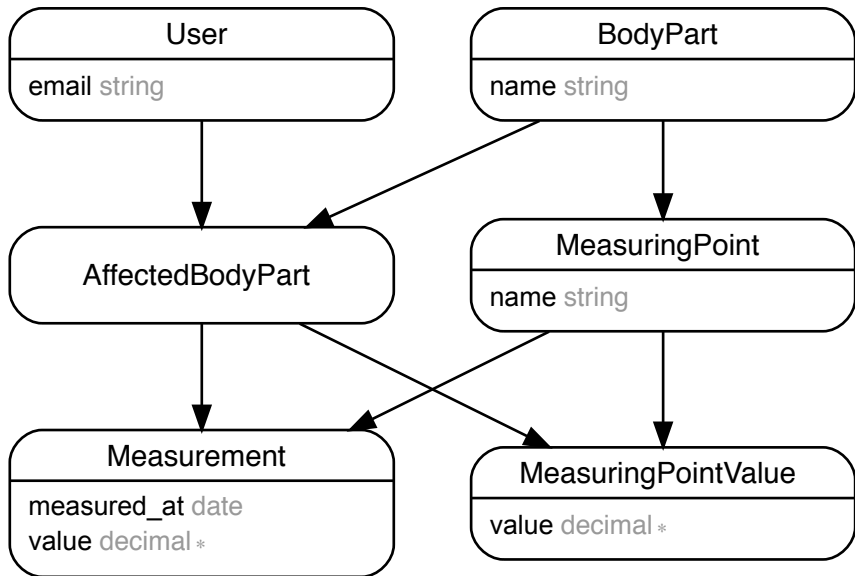 User
email string
BodyPart
name string
AffectedBodyPart
MeasuringPoint
name string
Measurement
measured_at date
value decimal *
MeasuringPointValue
value decimal *